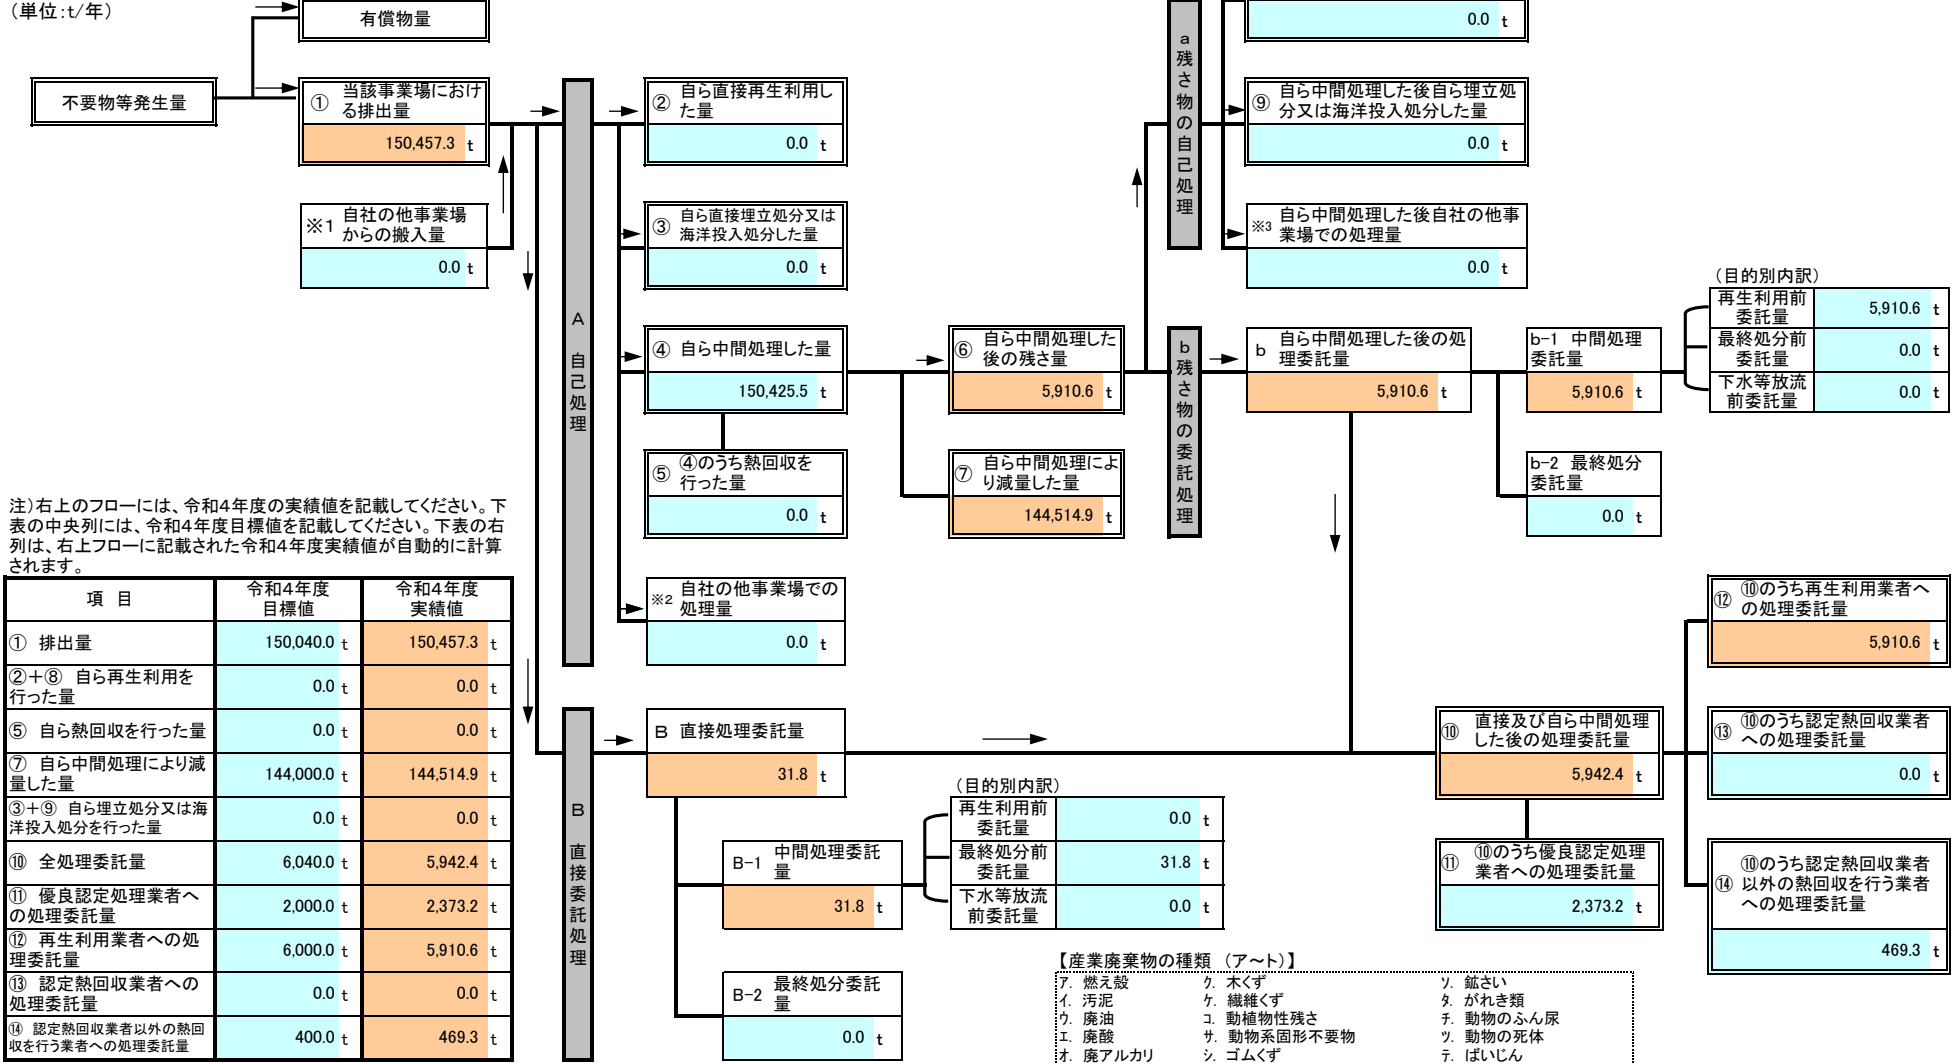 （単位:t/年）
有償物量
0.0 t
不要物等発生量
① 当該事業場におけ
る排出量
150,457.3 t
※1 自社の他事業場
からの搬入量
0.0 t
A 自己処理
② 自ら直接再生利用し
た量
0.0 t
③ 自ら直接埋立処分又は
海洋投入処分した量
0.0 t
④ 自ら中間処理した量
150,425.5 t
⑤ ④のうち熱回収を
行った量
0.0 t
※2 自社の他事業場での
処理量
0.0 t
⑥ 自ら中間処理した
後の残さ量
5,910.6 t
⑦ 自ら中間処理によ
り減量した量
144,514.9 t
a 残さ物の自己処理
⑨ 自ら中間処理した後自ら埋立処
分又は海洋投入処分した量
0.0 t
※3 自ら中間処理した後自社の他事
業場での処理量
0.0 t
b 残さ物の委託処理
b 自ら中間処理した後の処
理委託量
5,910.6 t
b-1 中間処理
委託量
5,910.6 t
b-2 最終処分
委託量
0.0 t
（目的別内訳）
再生利用前
委託量 5,910.6 t
最終処分前
委託量 0.0 t
下水等放流
前委託量 0.0 t
注）右上のフローには、令和４年度の実績値を記載してください。下
表の中央列には、令和４年度目標値を記載してください。下表の右
列は、右上フローに記載された令和４年度実績値が自動的に計算
されます。
項 目 令和４年度
目標値 令和４年度
実績値
① 排出量 150,040.0 t 150,457.3 t
②＋⑧ 自ら再生利用を
行った量 0.0 t 0.0 t
⑤ 自ら熱回収を行った量 0.0 t 0.0 t
⑦ 自ら中間処理により減
量した量 144,000.0 t 144,514.9 t
③＋⑨ 自ら埋立処分又は海
洋投入処分を行った量 0.0 t 0.0 t
⑩ 全処理委託量 6,040.0 t 5,942.4 t
⑪ 優良認定処理業者へ
の処理委託量 2,000.0 t 2,373.2 t
⑫ 再生利用業者への処
理委託量 6,000.0 t 5,910.6 t
⑬ 認定熱回収業者への
処理委託量 0.0 t 0.0 t
⑭ 認定熱回収業者以外の熱回
収を行う業者への処理委託量 400.0 t 469.3 t
B 直接委託処理
B 直接処理委託量
31.8 t
B-1 中間処理委託
量
31.8 t
B-2 最終処分委託
量
0.0 t
（目的別内訳）
再生利用前
委託量 0.0 t
最終処分前
委託量 31.8 t
下水等放流
前委託量 0.0 t
⑩ 直接及び自ら中間処理
した後の処理委託量
5,942.4 t
⑪ ⑩のうち優良認定処理
業者への処理委託量
2,373.2 t
⑫ ⑩のうち再生利用業者へ
の処理委託量
5,910.6 t
⑬ ⑩のうち認定熱回収業者
への処理委託量
0.0 t
⑭ ⑩のうち認定熱回収業者
以外の熱回収を行う業者
への処理委託量
469.3 t
【産業廃棄物の種類 （ア～ト）】
ア. 燃え殻 ク. 木くず ソ. 鉱さい
イ. 汚泥 ケ. 繊維くず タ. がれき類
ウ. 廃油 コ. 動植物性残さ チ. 動物のふん尿
エ. 廃酸 サ. 動物系固形不要物 ツ. 動物の死体
オ. 廃アルカリ シ. ゴムくず テ. ばいじん